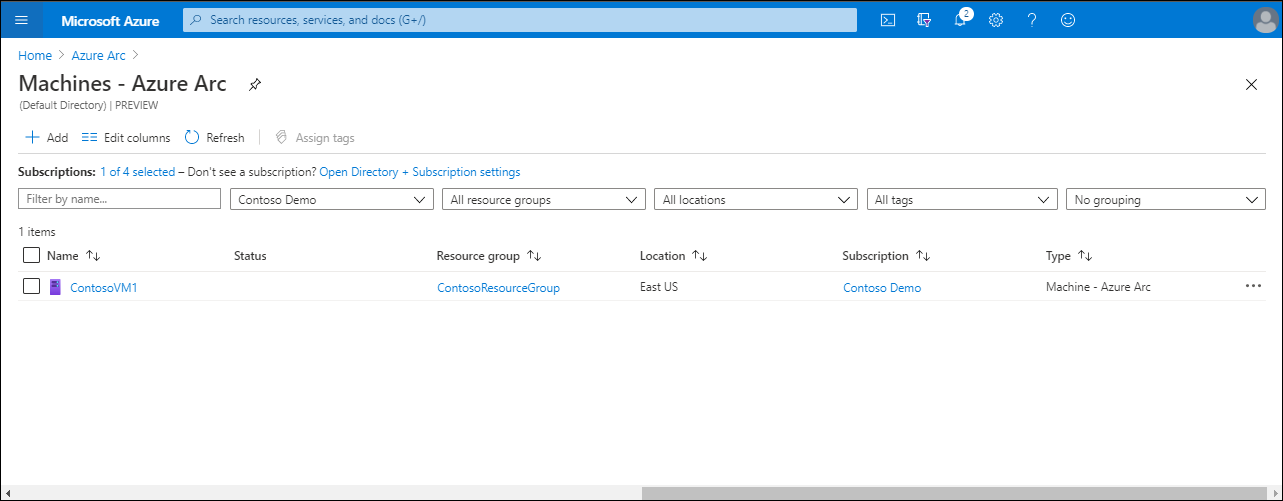 Microsoft Azure Search resources, services, and docs (G+/) 2
Home > Azure Arc >
Machines - Azure Arc
(Default Directory) | PREVIEW
Add Edit columns Refresh Assign tags
Subscriptions: 1 of 4 selected – Don't see a subscription? Open Directory + Subscription settings
Filter by name... Contoso Demo All resource groups All locations All tags No grouping
1 items
Name Status Resource group Location Subscription Type
ContosoVM1 ContosoResourceGroup East US Contoso Demo Machine - Azure Arc